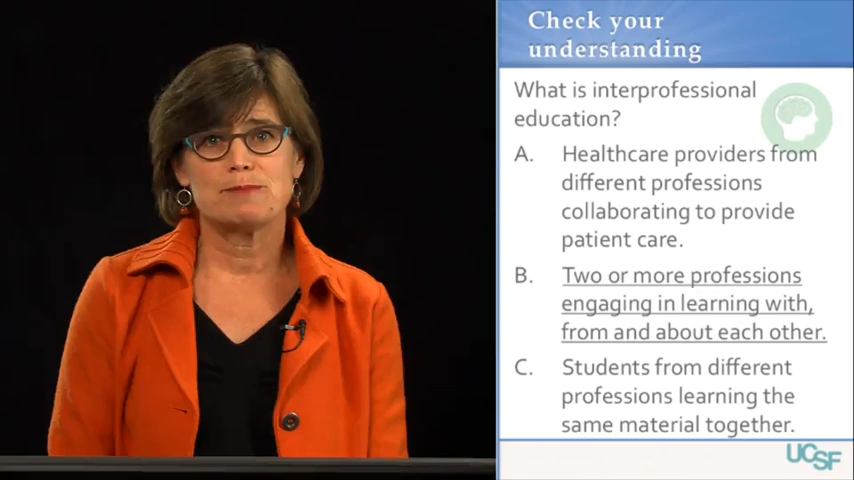 Check your
understanding
What is interprofessional
education?
A. Healthcare providers from
different professions
collaborating to provide
patient care.
B. Two or more professions
engaging in learning with,
from and about each other.
C. Students from different
professions learning the
same material together.
UCSF